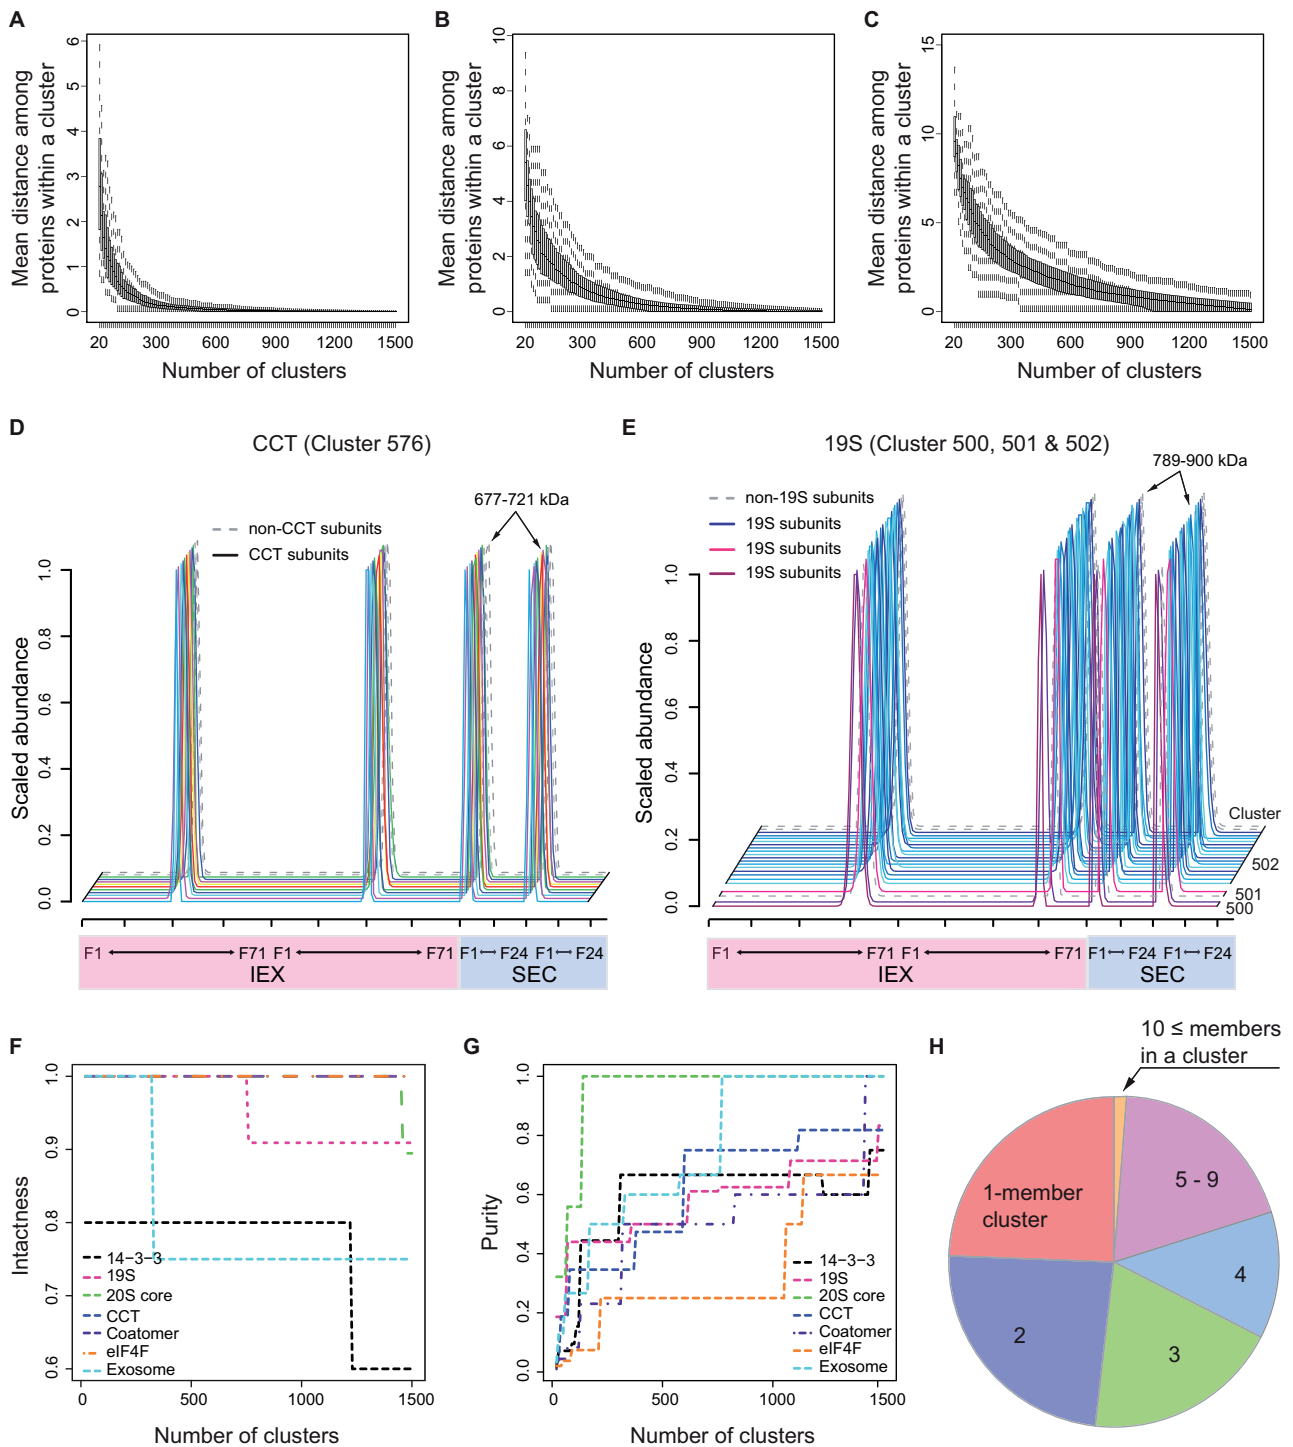 A
Mean distance among
proteins within a cluster
6
5
4
3
2
1
0
20 300 600 900 1200 1500
Number of clusters
B
Mean distance among
proteins within a cluster
10
8
6
4
2
0
20 300 600 900 1200 1500
Number of clusters
C
Mean distance among
proteins within a cluster
15
10
5
0
20 300 600 900 1200 1500
Number of clusters
D
CCT (Cluster 576)
677-721 kDa
non-CCT subunits
CCT subunits
Scaled abundance
1.0
0.8
0.6
0.4
0.2
0.0
F1 F71 F1 F71 F1 F24 F1 F24
IEX SEC
E
19S (Cluster 500, 501 & 502)
789-900 kDa
non-19S subunits
19S subunits
19S subunits
19S subunits
Scaled abundance
1.0
0.8
0.6
0.4
0.2
0.0
Cluster
502
501
500
F1 F71 F1 F71 F1 F24 F1 F24
IEX SEC
F
Intactness
1.0
0.9
0.8
0.7
0.6
14−3−3
19S
20S core
CCT
Coatomer
eIF4F
Exosome
0 500 1000 1500
Number of clusters
G
Purity
1.0
0.8
0.6
0.4
0.2
0.0
14−3−3
19S
20S core
CCT
Coatomer
eIF4F
Exosome
0 500 1000 1500
Number of clusters
H
10 ≤ members
in a cluster
5 - 9
4
3
2
1-member
cluster